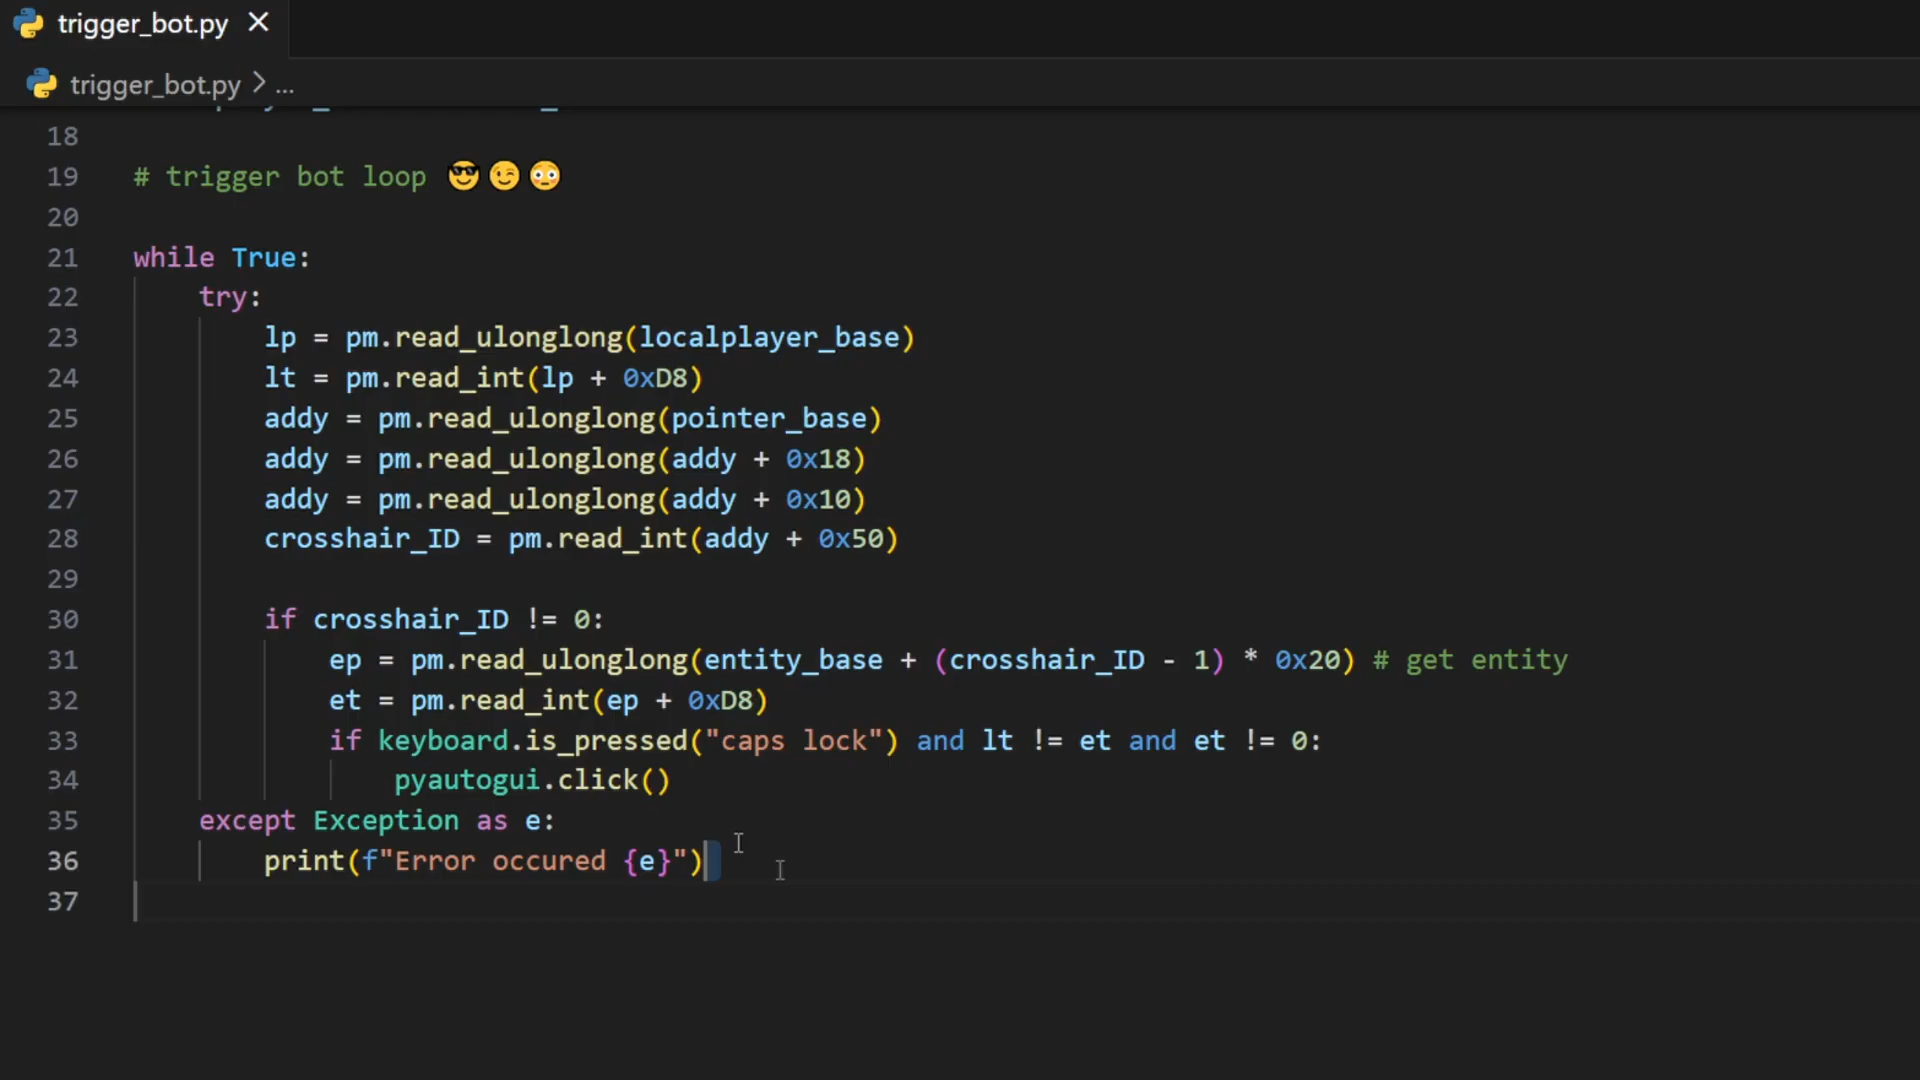 trigger_bot.py
trigger_bot.py > ...
18
19 # trigger bot loop 😎😉😳
20
21 while True:
22     try:
23         lp = pm.read_ulonglong(localplayer_base)
24         lt = pm.read_int(lp + 0xD8)
25         addy = pm.read_ulonglong(pointer_base)
26         addy = pm.read_ulonglong(addy + 0x18)
27         addy = pm.read_ulonglong(addy + 0x10)
28         crosshair_ID = pm.read_int(addy + 0x50)
29
30         if crosshair_ID != 0:
31             ep = pm.read_ulonglong(entity_base + (crosshair_ID - 1) * 0x20) # get entity
32             et = pm.read_int(ep + 0xD8)
33             if keyboard.is_pressed("caps lock") and lt != et and et != 0:
34                 pyautogui.click()
35     except Exception as e:
36         print(f"Error occured {e}")
37